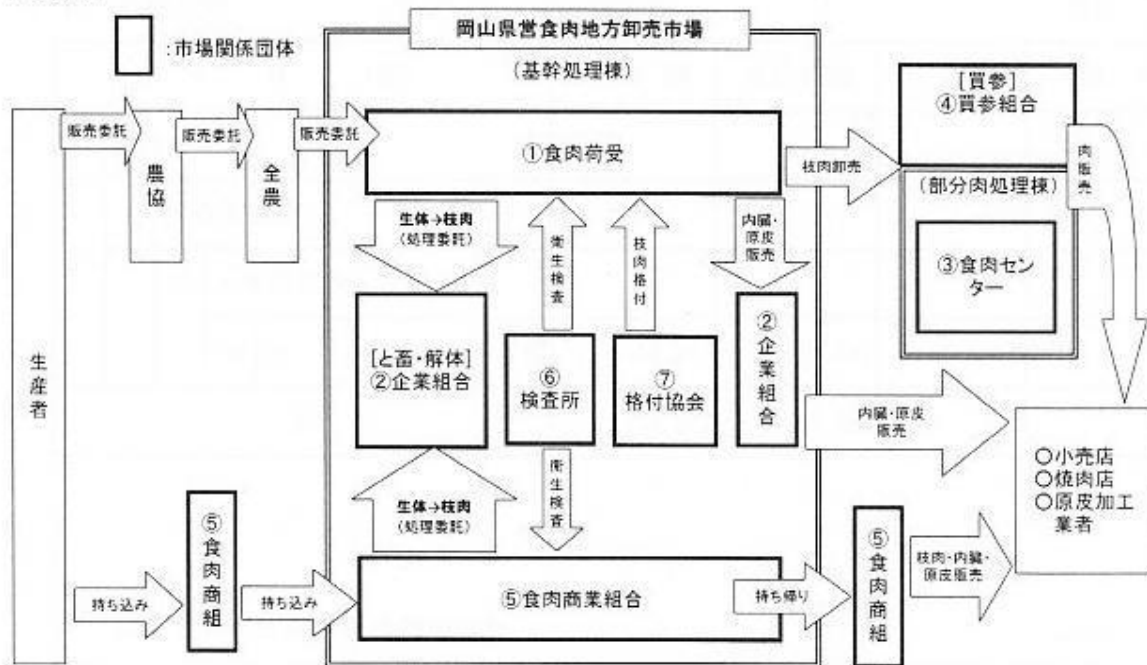 岡山県営食肉地方卸売市場
:市場関係団体
(基幹処理棟)
[買参]
④買参組合
販売委託
販売委託
販売委託
農協
全農
①食肉荷受
枝肉卸売
肉販売
(部分肉処理棟)
③食肉セン
ター
生体→枝肉
(処理委託)
衛生検査
枝肉格付
内臓・
原皮
販売
生産者
[と畜・解体]
②企業組合
⑥
検査所
⑦
格付協会
②企業組合
内臓・原皮
販売
〇小売店
〇焼肉店
〇原皮加工
業者
生体→枝肉
(処理委託)
衛生検査
⑤食肉商組
持ち込み
持ち込み
⑤食肉商業組合
持ち帰り
⑤食肉商組
枝肉・内臓・
原皮販売